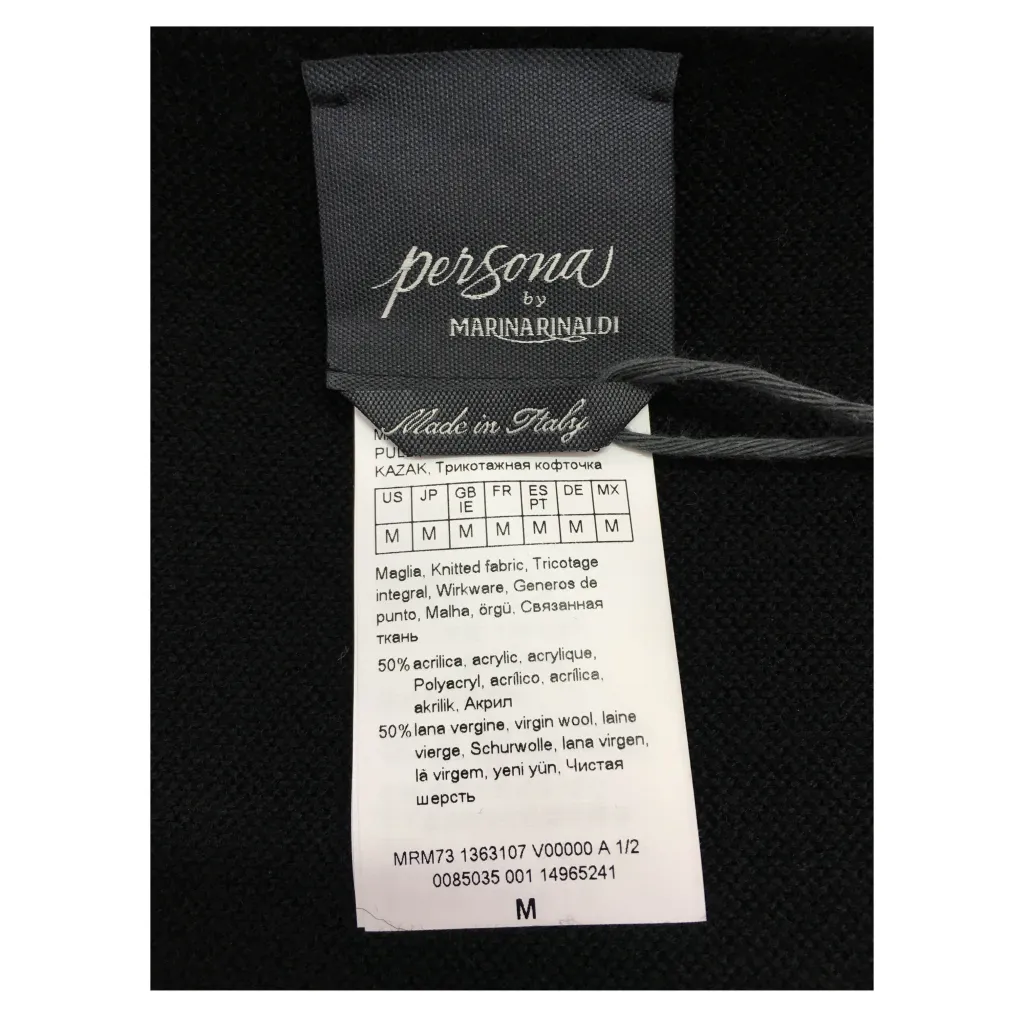 persona
by
MARINARINALDI
Made in Italy
KAZAK, Трикотажная кофточка
US JP GB IE FR ES PT DE MX
M M M M M M M
Maglia, Knitted fabric, Tricotage
integral, Wirkware, Generos de
punto, Malha, örgü, Связанная
ткань
50% acrilica, acrylic, acrylique,
Polyacryl, acrílico, acrílica,
akrilik, Акрил
50% lana vergine, virgin wool, laine
vierge, Schurwolle, lana virgen,
là virgem, yeni yün, Чистая
шерсть
MRM73 1363107 V00000 A 1/2
0085035 001 14965241
M